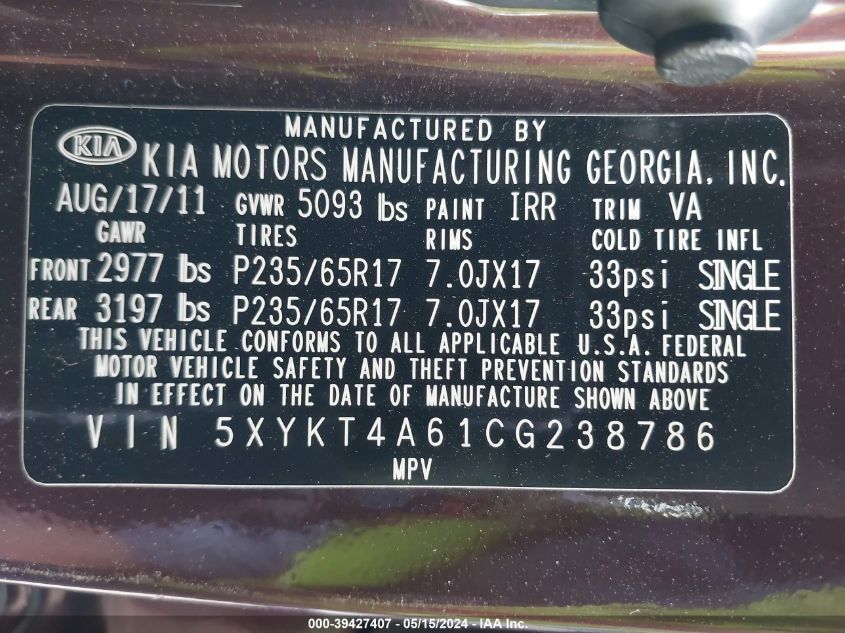 MANUFACTURED BY
KIA KIA MOTORS MANUFACTURING GEORGIA, INC.
AUG/17/11 GVWR 5093 lbs PAINT IRR TRIM VA
GAWR TIRES RIMS COLD TIRE INFL
FRONT 2977 lbs P235/65R17 7.0JX17 33psi SINGLE
REAR 3197 lbs P235/65R17 7.0JX17 33psi SINGLE
THIS VEHICLE CONFORMS TO ALL APPLICABLE U.S.A. FEDERAL
MOTOR VEHICLE SAFETY AND THEFT PREVENTION STANDARDS
IN EFFECT ON THE DATE OF MANUFACTURE SHOWN ABOVE
VIN 5XYKT4A61CG238786
MPV
000-39427407 - 05/15/2024 - IAA Inc.